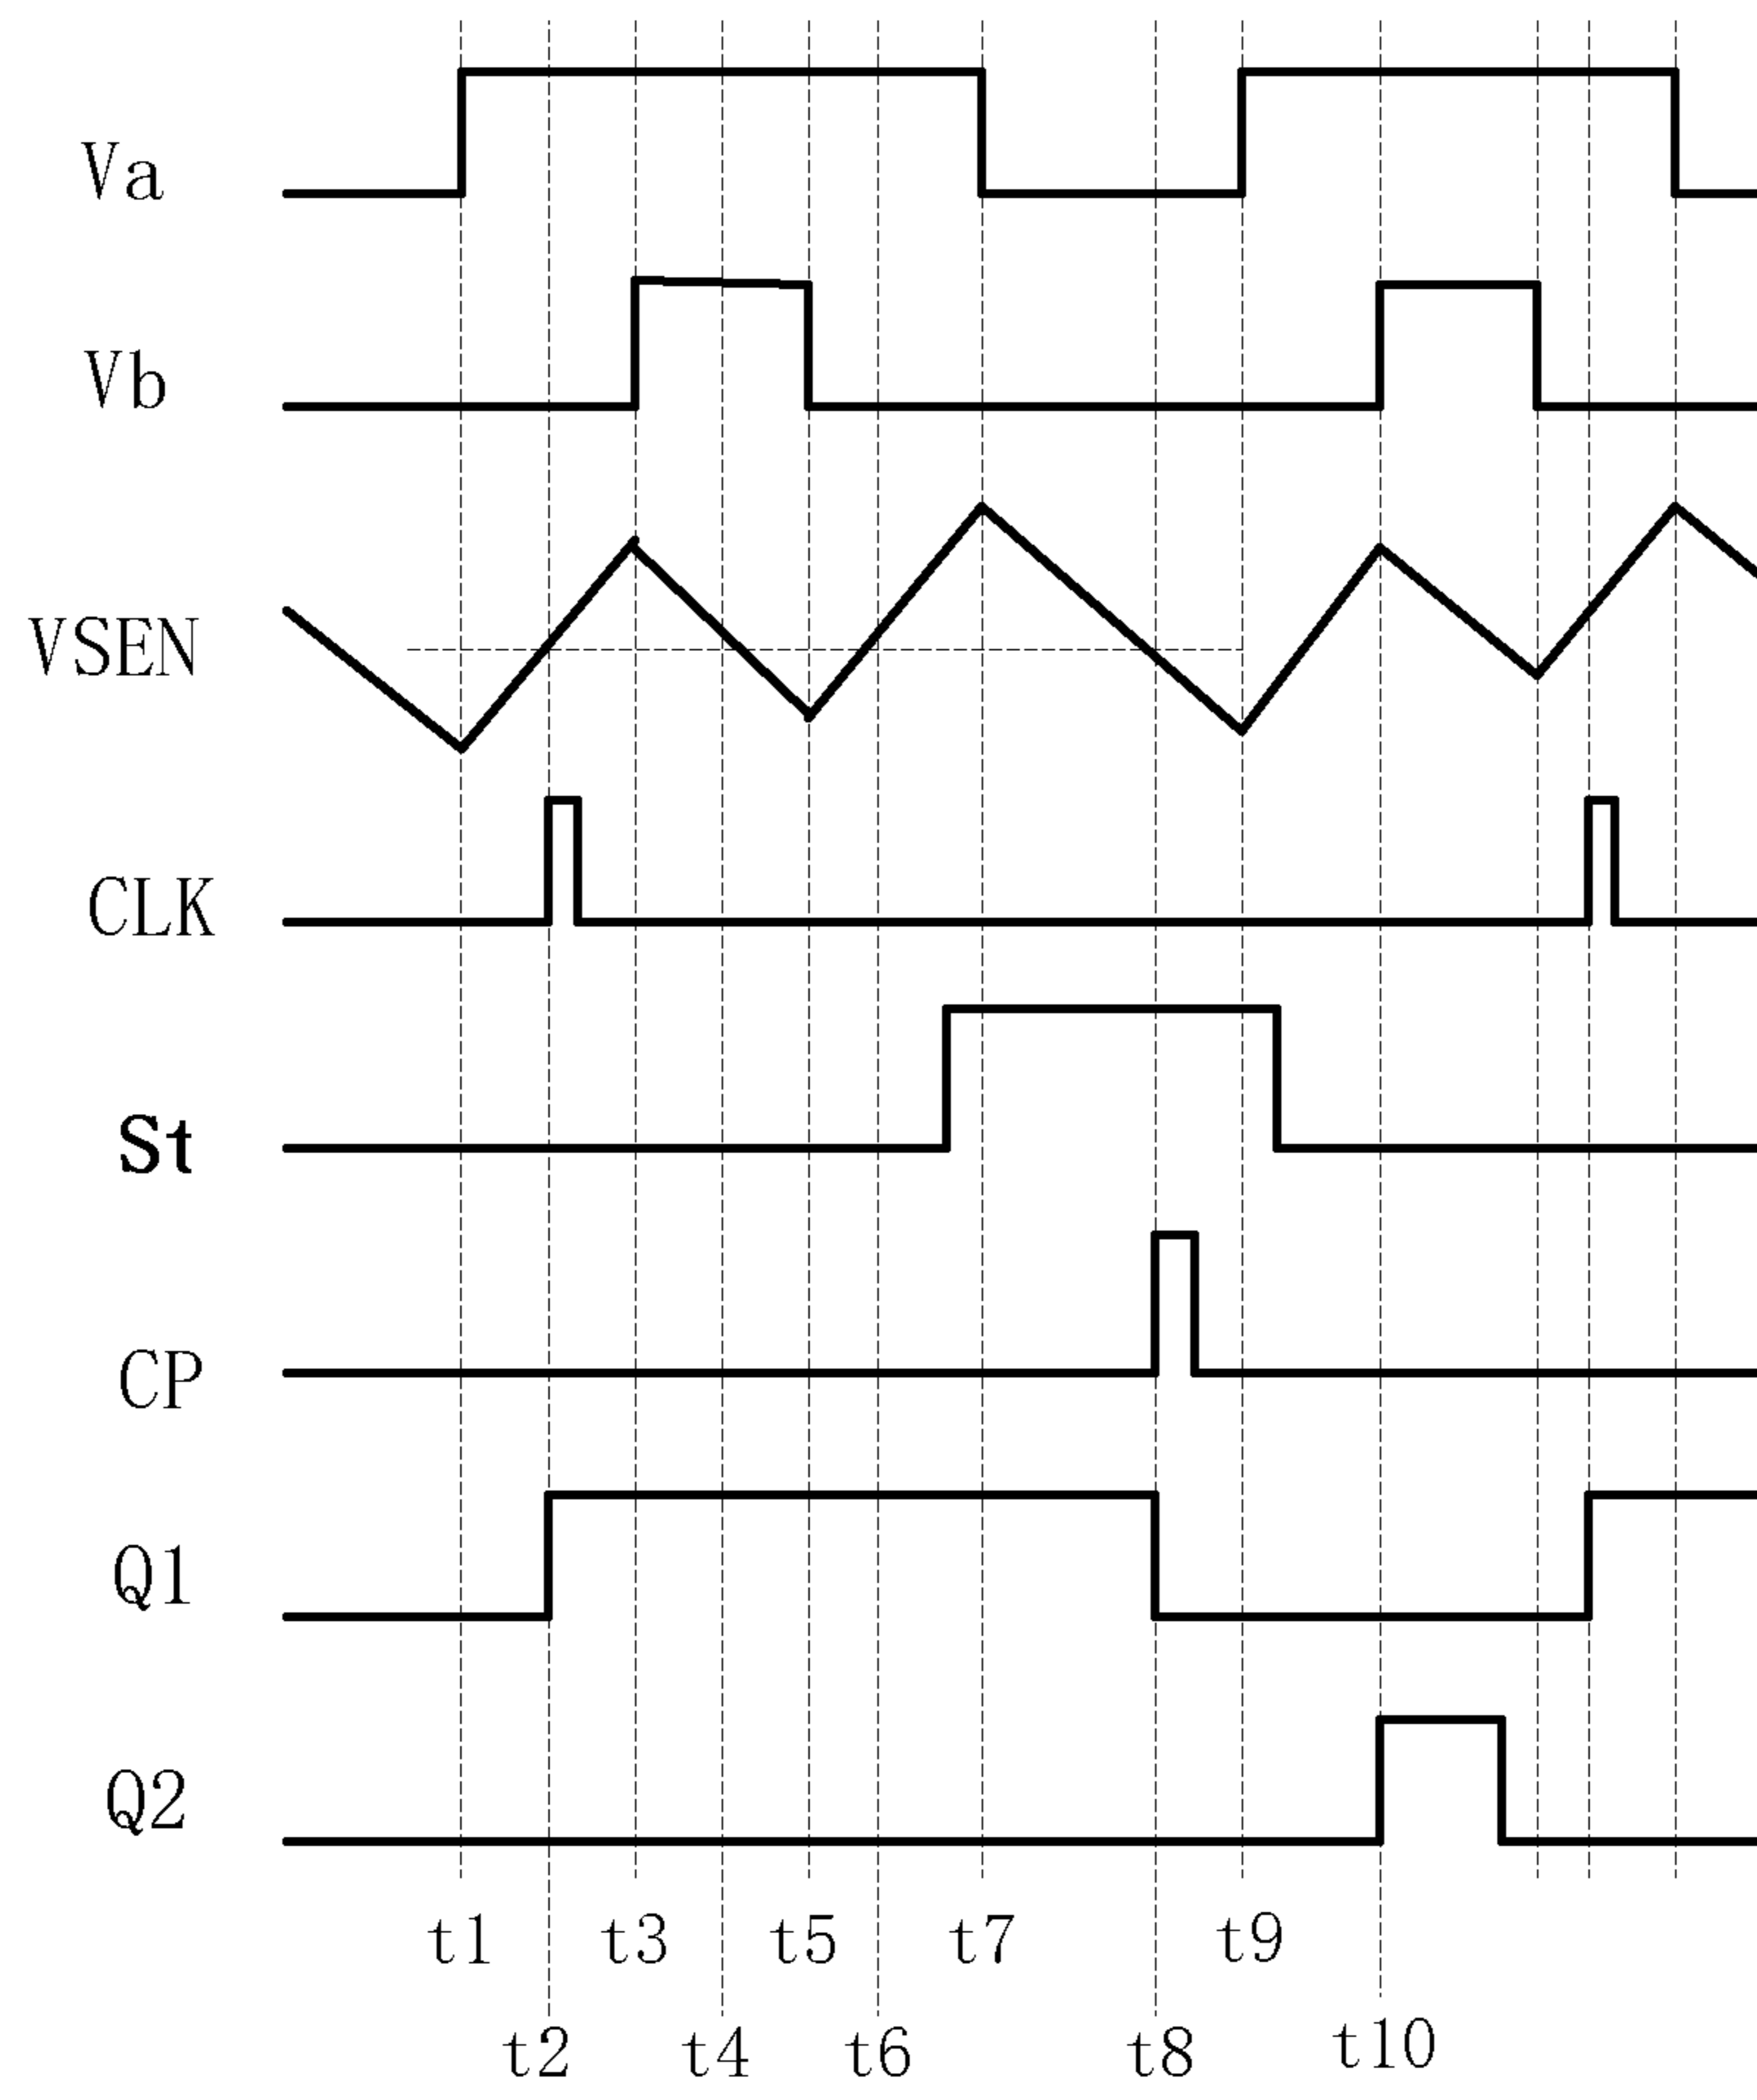 Va
Vb
VSEN
CLK
St
CP
Q1
Q2
t1 t3 t5 t7 t9
t2 t4 t6 t8 t10